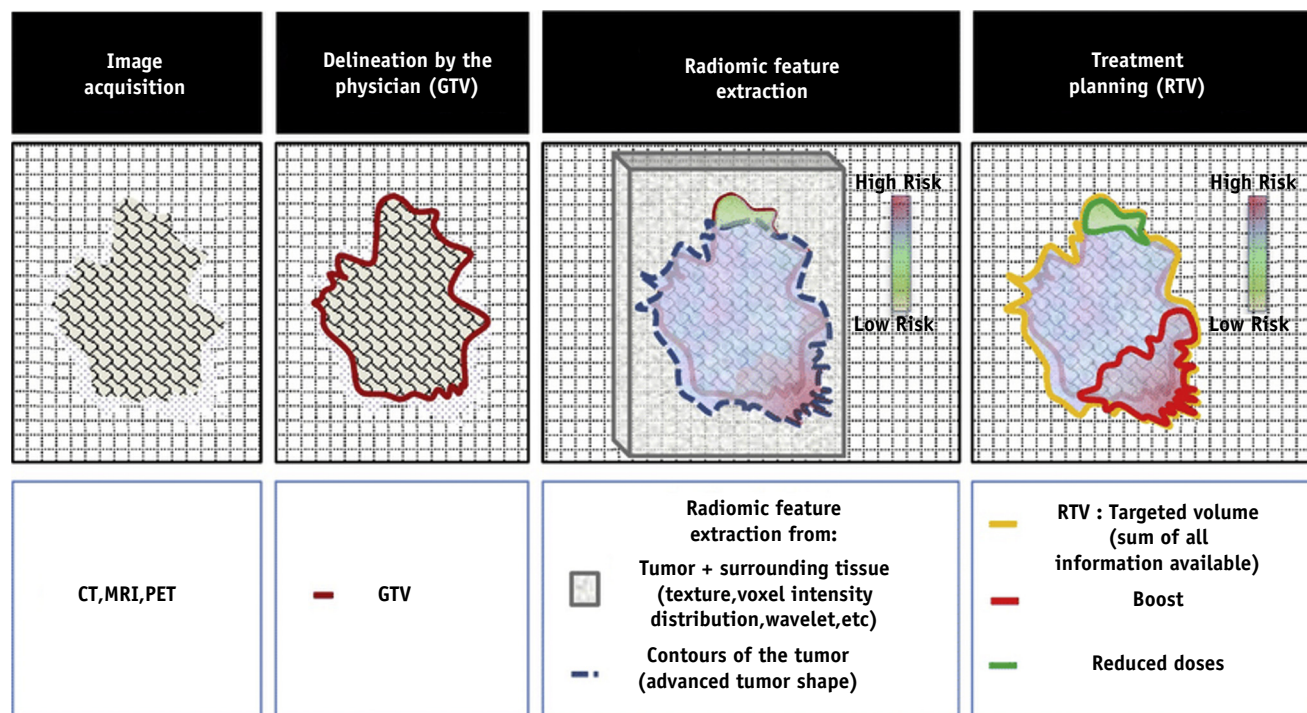 Image
acquisition
Delineation by the
physician (GTV)
Radiomic feature
extraction
Treatment
planning (RTV)
High Risk
Low Risk
High Risk
Low Risk
CT,MRI,PET
GTV
Radiomic feature
extraction from:
Tumor + surrounding tissue
(texture,voxel intensity
distribution,wavelet,etc)
Contours of the tumor
(advanced tumor shape)
RTV : Targeted volume
(sum of all
information available)
Boost
Reduced doses